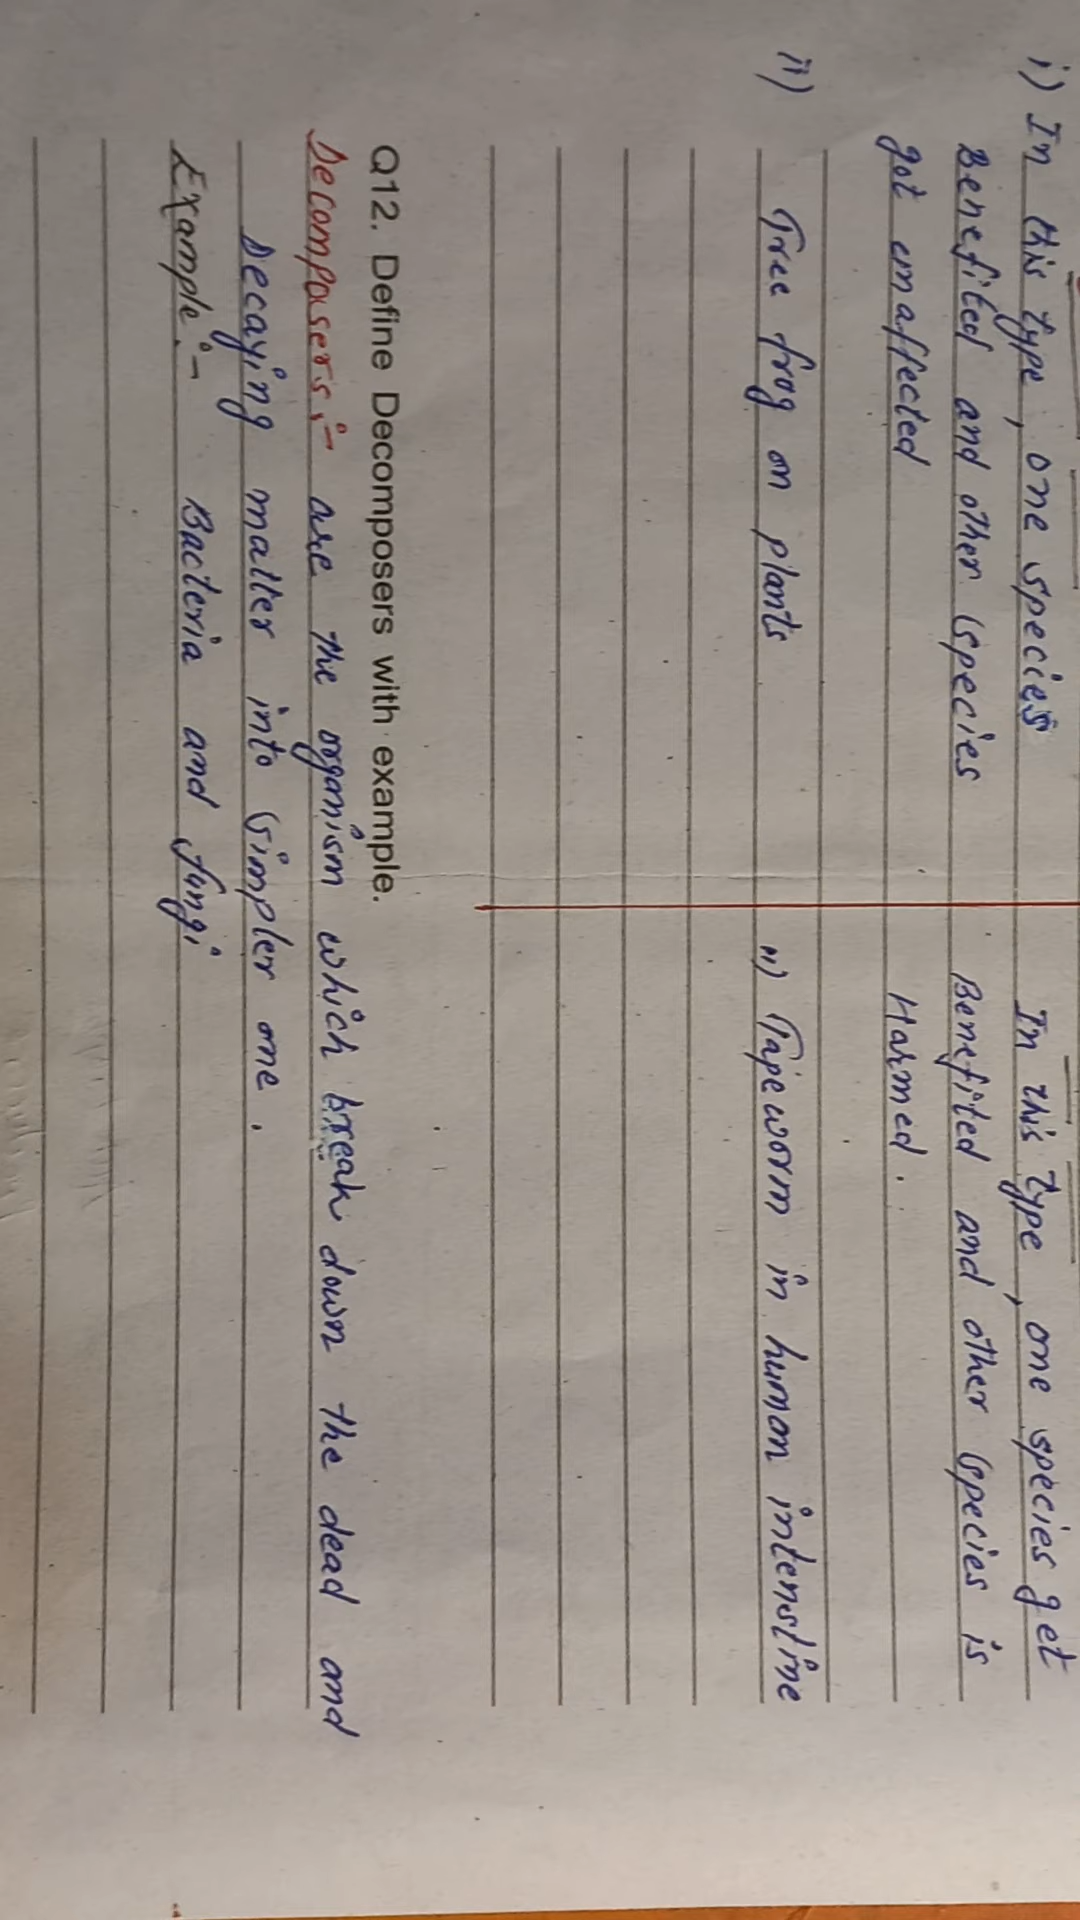 i) In this type, one species
Benefited and other species
got unaffected
ii) Tree frog on plants
In this type, one species get
Benefited and other species is
Harmed.
ii) Tapeworm in human intenstine
Q12. Define Decomposers with example.
Decomposers:- are the organism which break down the dead and
Decaying matter into simpler one.
Example:- Bacteria and fungi